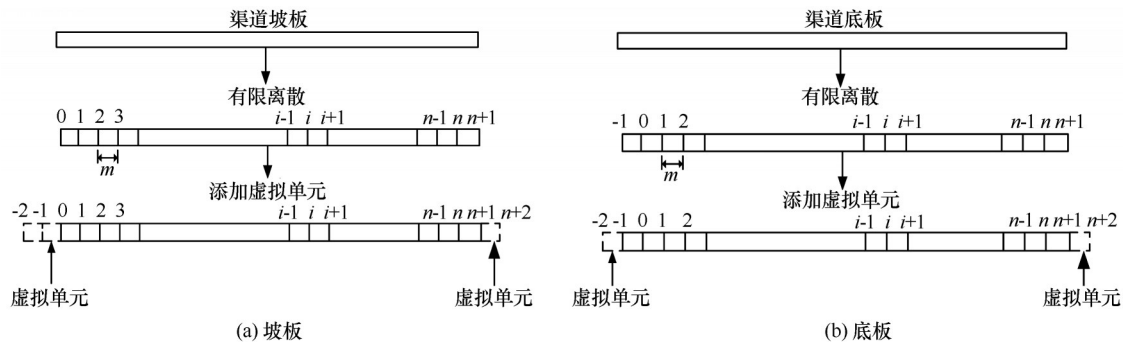 渠道坡板
有限离散
0 1 2 3 i-1 i i+1 n-1 n n+1
m
添加虚拟单元
-2 -1 0 1 2 3 i-1 i i+1 n-1 n n+1 n+2
虚拟单元 虚拟单元
(a) 坡板
渠道底板
有限离散
-1 0 1 2 i-1 i i+1 n-1 n n+1
m
添加虚拟单元
-2 -1 0 1 2 i-1 i i+1 n-1 n n+1 n+2
虚拟单元 虚拟单元
(b) 底板